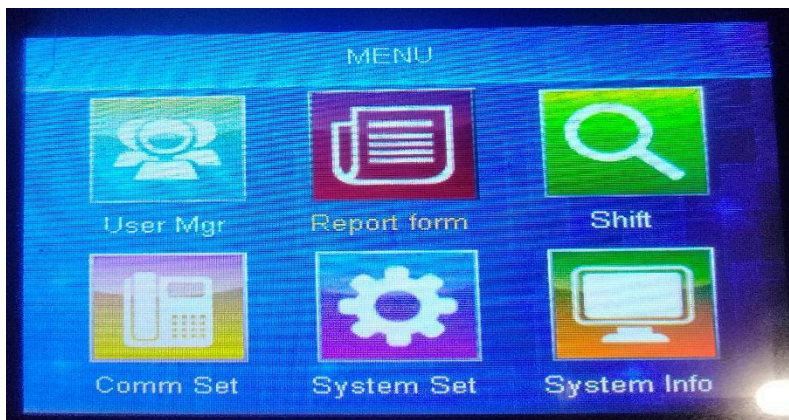 MENU
User Mgr
Report form
Shift
Comm Set
System Set
System Info